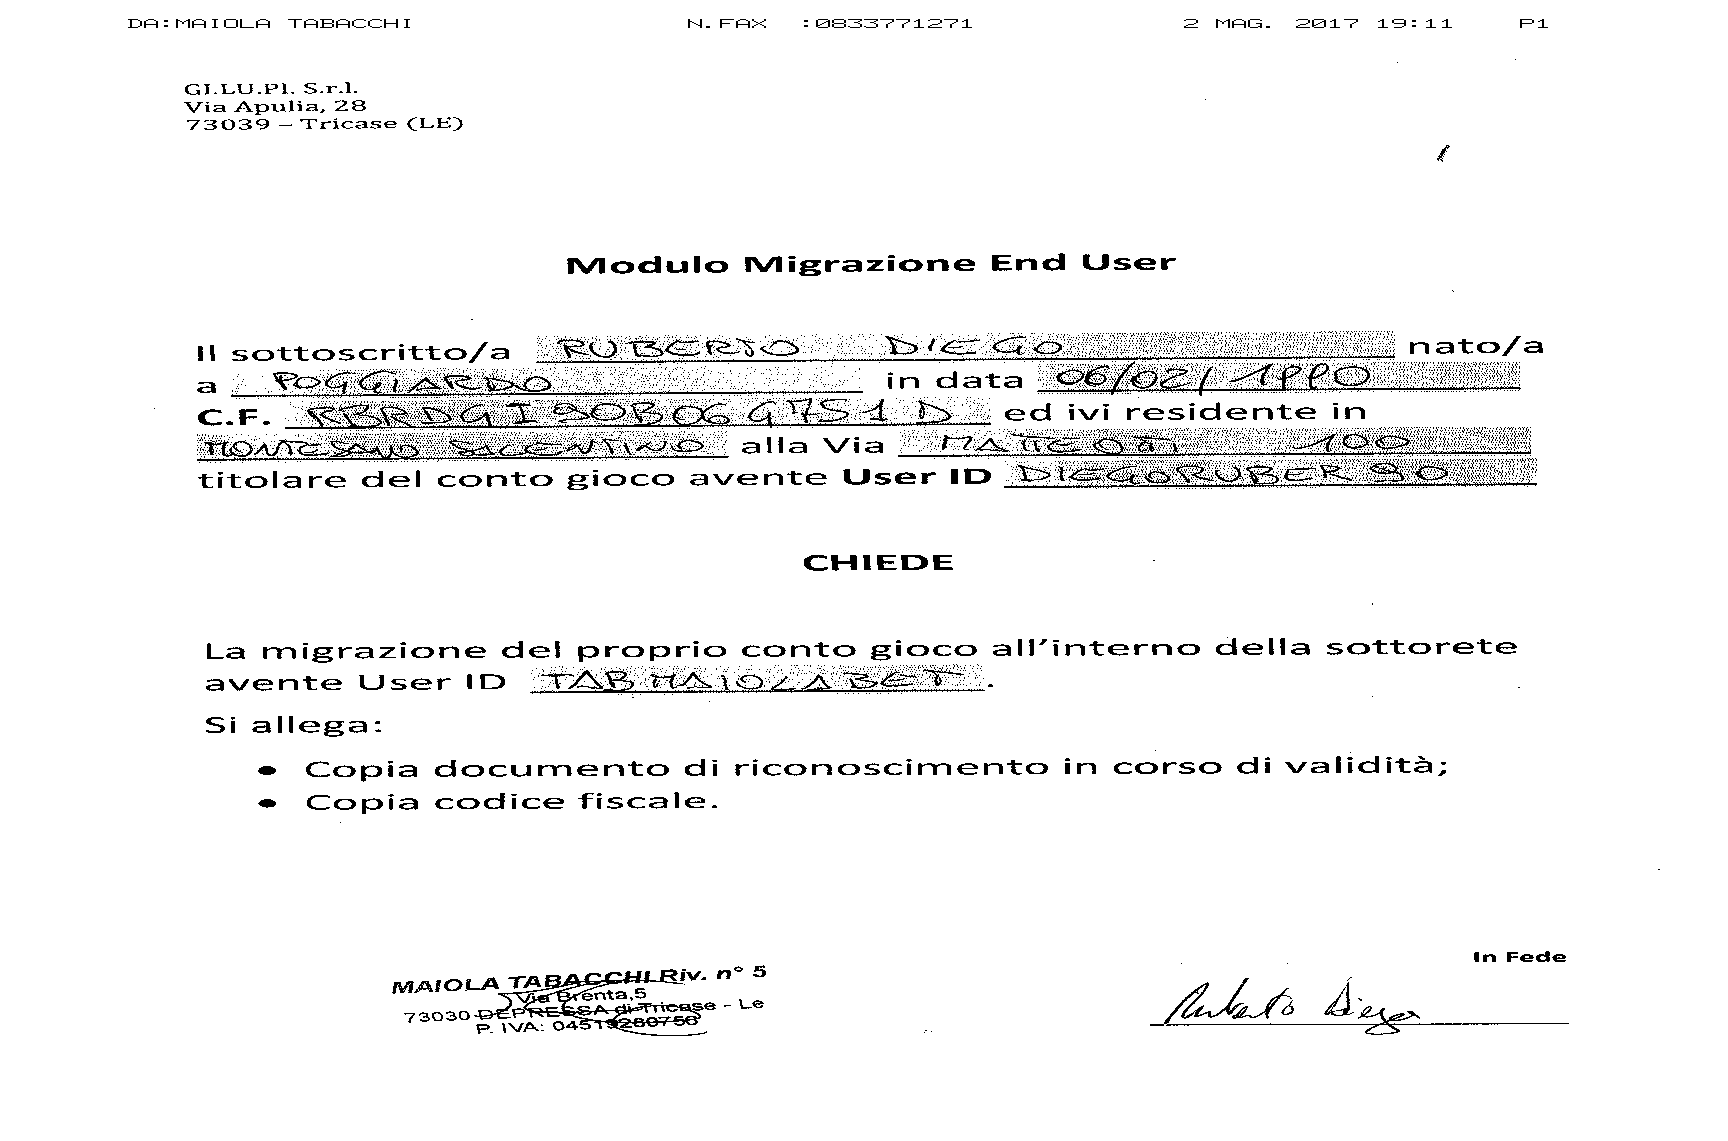 DA:MAIOLA TABACCHI N.FAX :0833771271 2 MAG. 2017 19:11 P1
GI.LU.PI. S.r.l.
Via Apulia, 28
73039 – Tricase (LE)
Modulo Migrazione End User
Il sottoscritto/a RUBERTO DIEGO nato/a
a POGGIARDO in data 06/02/1990
C.F. RBRDGI90B06G751D ed ivi residente in
MONTESANO SALENTINO alla Via MATTEOTTI 100
titolare del conto gioco avente User ID DIEGORUBER90
CHIEDE
La migrazione del proprio conto gioco all'interno della sottorete
avente User ID TABMAIOLABET.
Si allega:
• Copia documento di riconoscimento in corso di validità;
• Copia codice fiscale.
In Fede
MAIOLA TABACCHI Riv. n° 5
Via Brenta,5
73030 DEPRESSA di Tricase - Le
P. IVA: 04519260756
Ruberto Diego